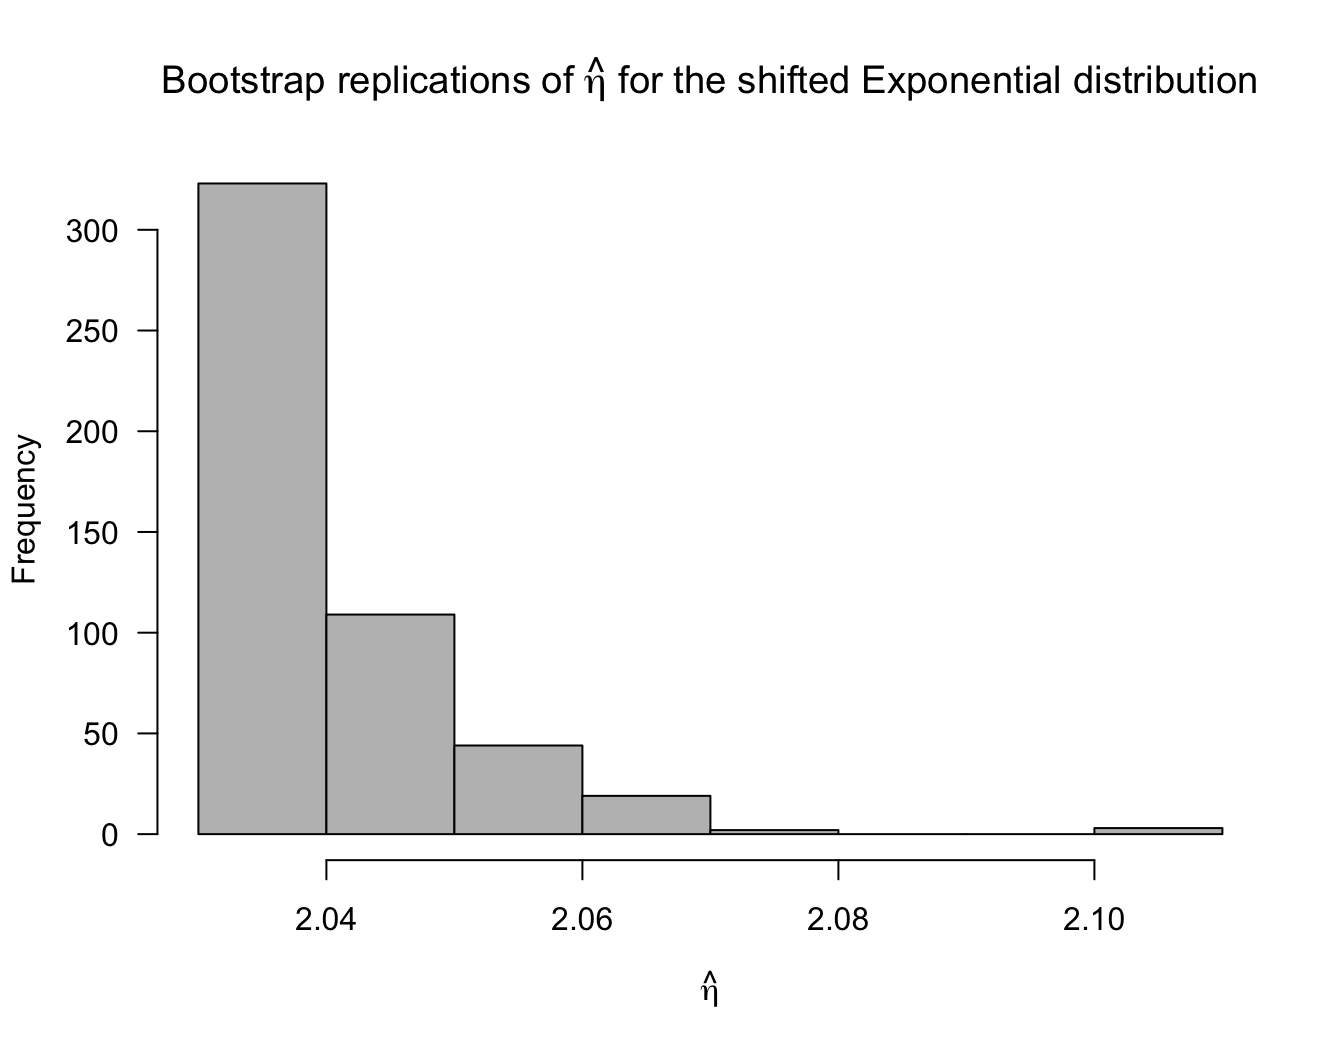 Bootstrap replications of η̂ for the shifted Exponential distribution
Frequency
300
250
200
150
100
50
0
2.04 2.06 2.08 2.10
η̂